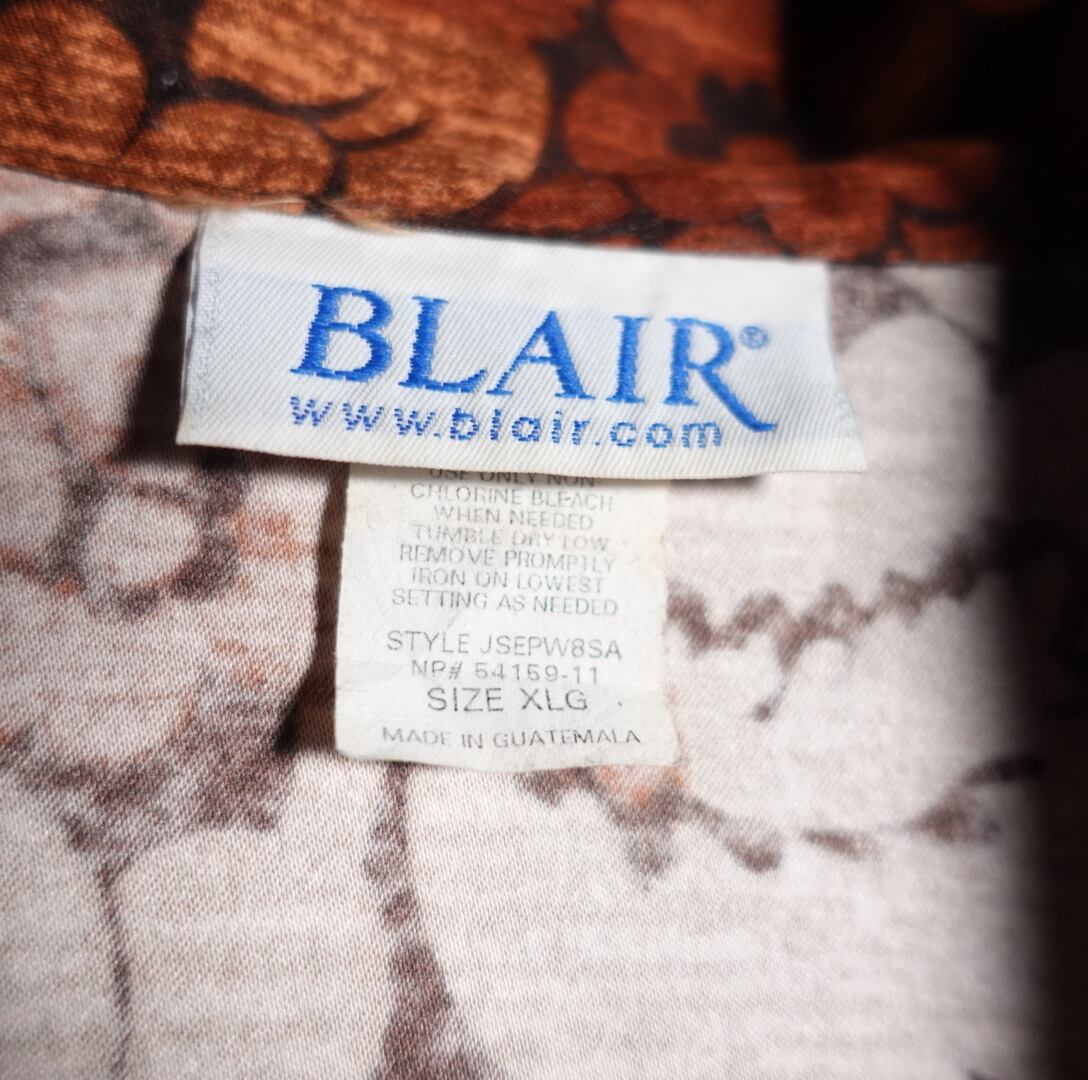 BLAIR®
www.blair.com
USE ONLY NON-
CHLORINE BLEACH
WHEN NEEDED
TUMBLE DRY LOW
REMOVE PROMPTLY
IRON ON LOWEST
SETTING AS NEEDED
STYLE JSEPW8SA
NP# 54159-11
SIZE XLG
MADE IN GUATEMALA